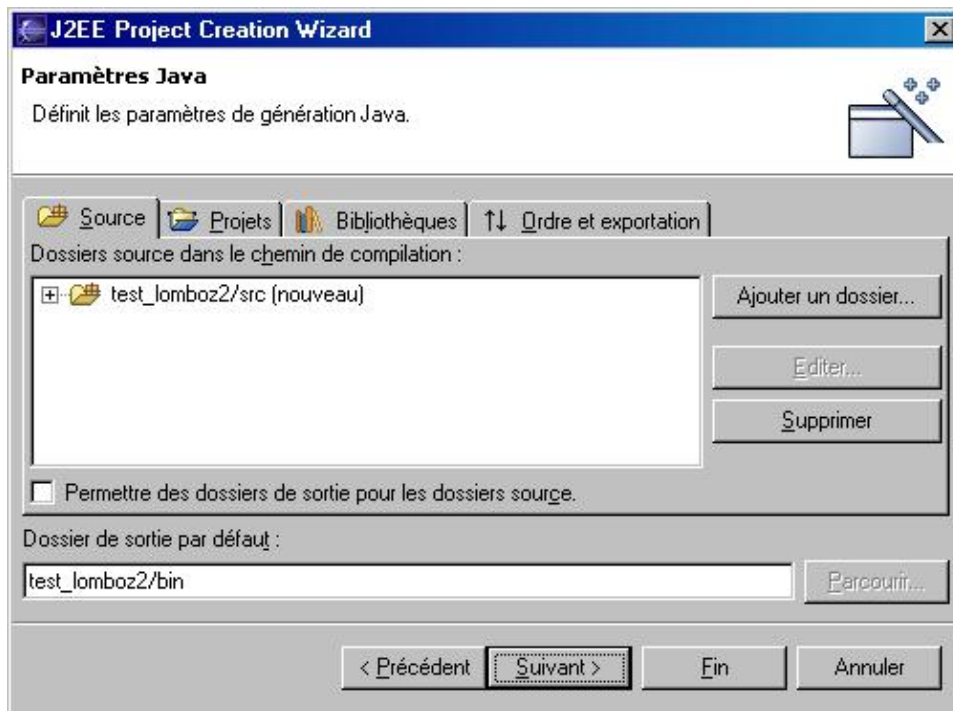 J2EE Project Creation Wizard
Paramètres Java
Définit les paramètres de génération Java.
Source Projets Bibliothèques Ordre et exportation
Dossiers source dans le chemin de compilation :
test_lomboz2/src (nouveau)
Ajouter un dossier...
Editer...
Supprimer
Permettre des dossiers de sortie pour les dossiers source.
Dossier de sortie par défaut :
test_lomboz2/bin Parcourir...
< Précédent Suivant > Fin Annuler